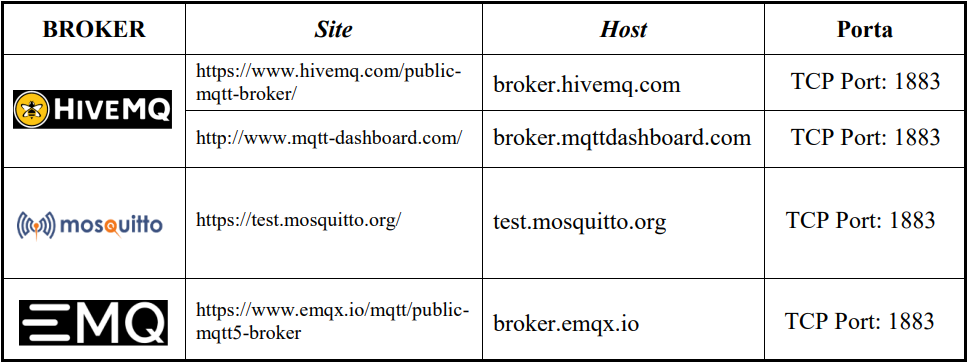 BROKER Site Host Porta
HIVEMQ
https://www.hivemq.com/public-
mqtt-broker/
broker.hivemq.com
TCP Port: 1883
http://www.mqtt-dashboard.com/
broker.mqttdashboard.com
TCP Port: 1883
mosquitto
https://test.mosquitto.org/
test.mosquitto.org
TCP Port: 1883
EMQ
https://www.emqx.io/mqtt/public-
mqtt5-broker
broker.emqx.io
TCP Port: 1883